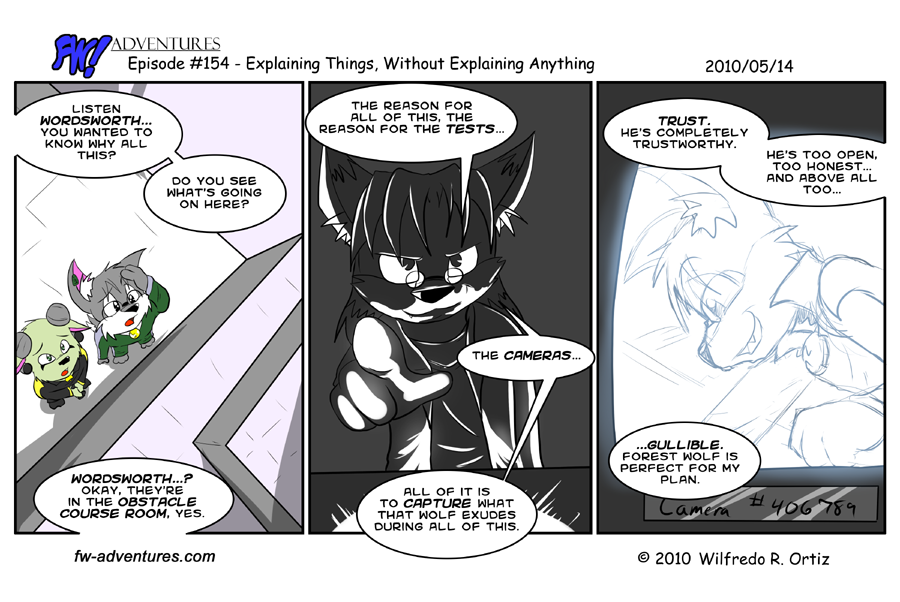 FW! ADVENTURES
Episode #154 - Explaining Things, Without Explaining Anything
2010/05/14
LISTEN
WORDSWORTH...
YOU WANTED TO
KNOW WHY ALL
THIS?
DO YOU SEE
WHAT'S GOING
ON HERE?
WORDSWORTH...?
OKAY, THEY'RE
IN THE OBSTACLE
COURSE ROOM, YES.
THE REASON FOR
ALL OF THIS, THE
REASON FOR THE TESTS...
THE CAMERAS...
ALL OF IT IS
TO CAPTURE WHAT
THAT WOLF EXUDES
DURING ALL OF THIS.
TRUST.
HE'S COMPLETELY
TRUSTWORTHY.
HE'S TOO OPEN,
TOO HONEST...
AND ABOVE ALL
TOO...
...GULLIBLE.
FOREST WOLF IS
PERFECT FOR MY
PLAN.
Camera # 406789
fw-adventures.com
© 2010 Wilfredo R. Ortiz